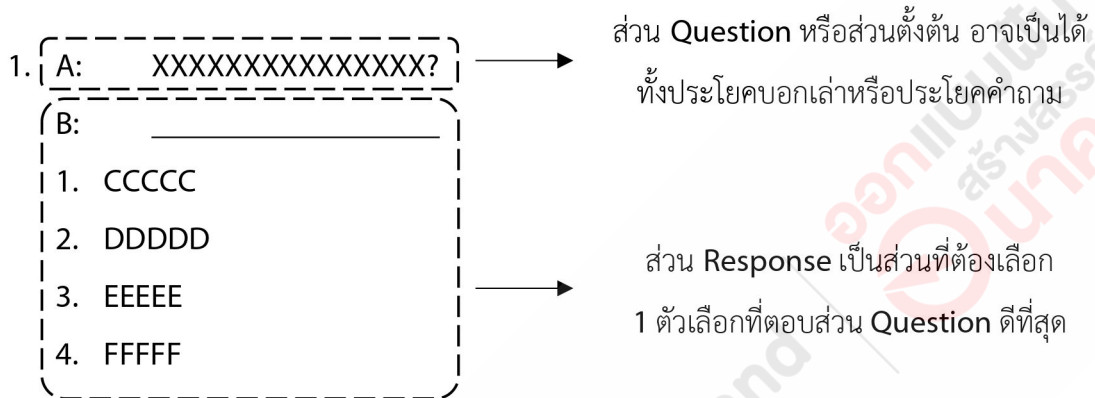 1. A: XXXXXXXXXXXXXXX?
ส่วน Question หรือส่วนตั้งต้น อาจเป็นได้
ทั้งประโยคบอกเล่าหรือประโยคคำถาม
B: ____________________
1. CCCCC
2. DDDDD
3. EEEEE
4. FFFFF
ส่วน Response เป็นส่วนที่ต้องเลือก
1 ตัวเลือกที่ตอบส่วน Question ดีที่สุด